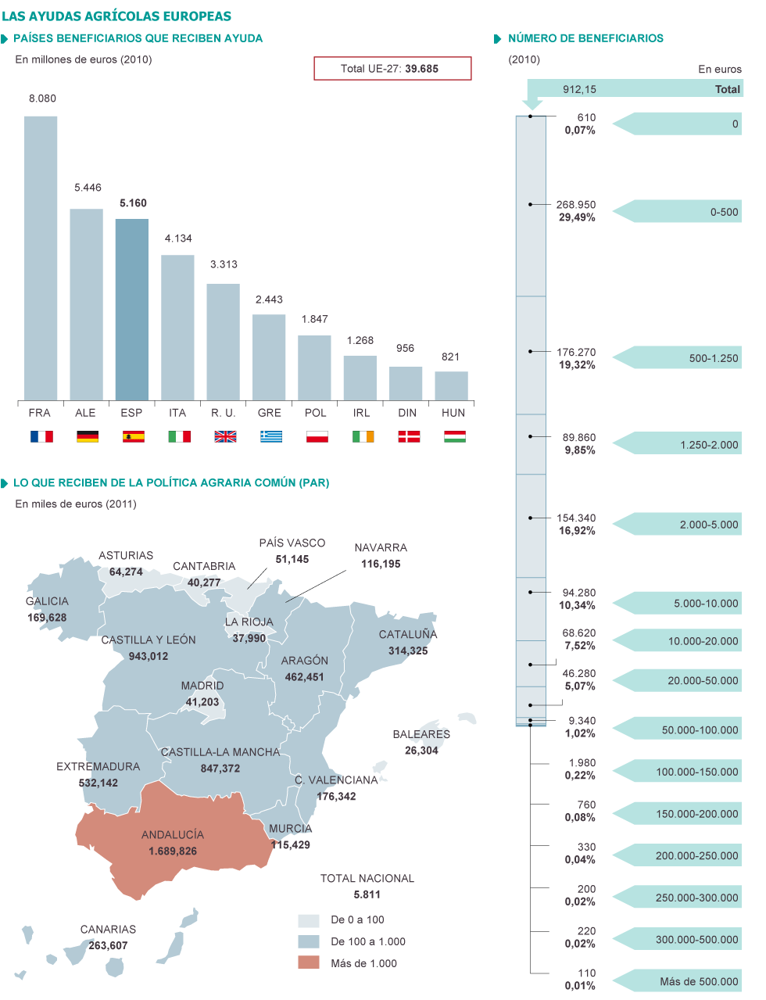 LAS AYUDAS AGRÍCOLAS EUROPEAS
PAÍSES BENEFICIARIOS QUE RECIBEN AYUDA
En millones de euros (2010)
Total UE-27: 39.685
8.080
5.446
5.160
4.134
3.313
2.443
1.847
1.268
956
821
FRA
ALE
ESP
ITA
R. U.
GRE
POL
IRL
DIN
HUN
LO QUE RECIBEN DE LA POLÍTICA AGRARIA COMÚN (PAR)
En miles de euros (2011)
ASTURIAS
64,274
CANTABRIA
40,277
PAÍS VASCO
51,145
NAVARRA
116,195
GALICIA
169,628
LA RIOJA
37,990
CASTILLA Y LEÓN
943,012
CATALUÑA
314,325
ARAGÓN
462,451
MADRID
41,203
BALEARES
26,304
CASTILLA-LA MANCHA
847,372
EXTREMADURA
532,142
C. VALENCIANA
176,342
ANDALUCÍA
1.689,826
MURCIA
115,429
TOTAL NACIONAL
5.811
De 0 a 100
De 100 a 1.000
Más de 1.000
CANARIAS
263,607
NÚMERO DE BENEFICIARIOS
(2010)
En euros
912,15 Total
610
0,07%
0
268.950
29,49%
0-500
176.270
19,32%
500-1.250
89.860
9,85%
1.250-2.000
154.340
16,92%
2.000-5.000
94.280
10,34%
5.000-10.000
68.620
7,52%
10.000-20.000
46.280
5,07%
20.000-50.000
9.340
1,02%
50.000-100.000
1.980
0,22%
100.000-150.000
760
0,08%
150.000-200.000
330
0,04%
200.000-250.000
200
0,02%
250.000-300.000
220
0,02%
300.000-500.000
110
0,01%
Más de 500.000